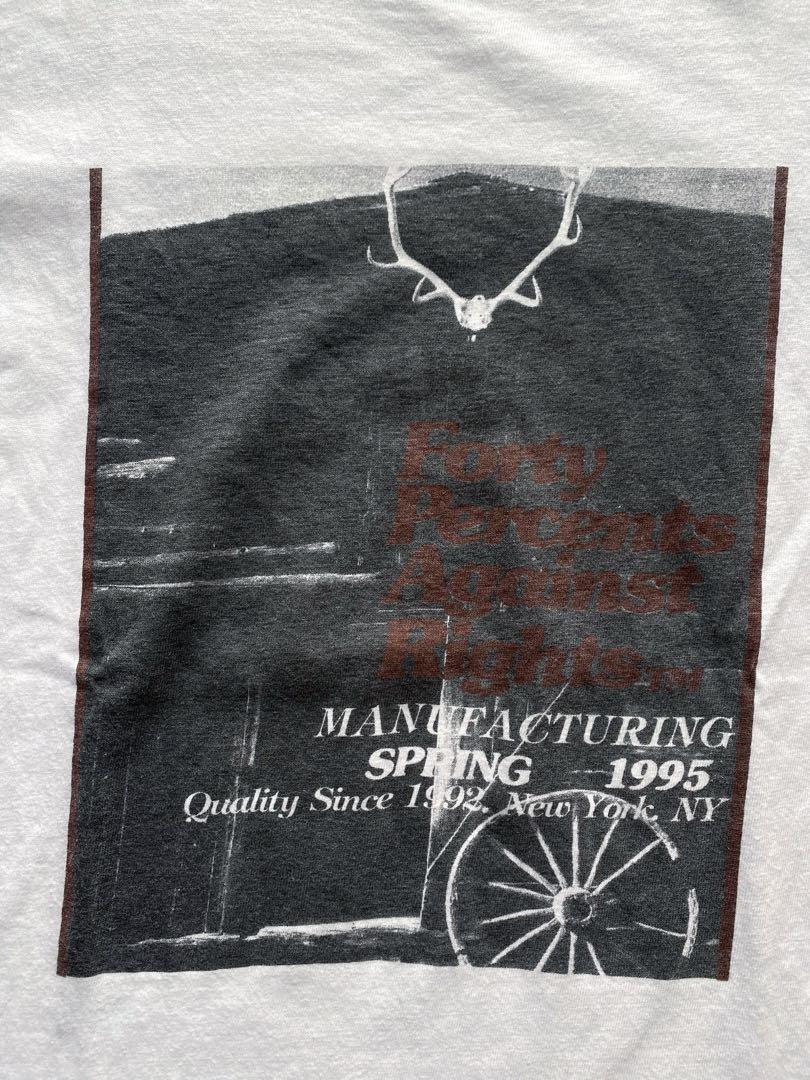 Forty
Percents
Against
Rights™
MANUFACTURING
SPRING 1995
Quality Since 1992. New York, NY